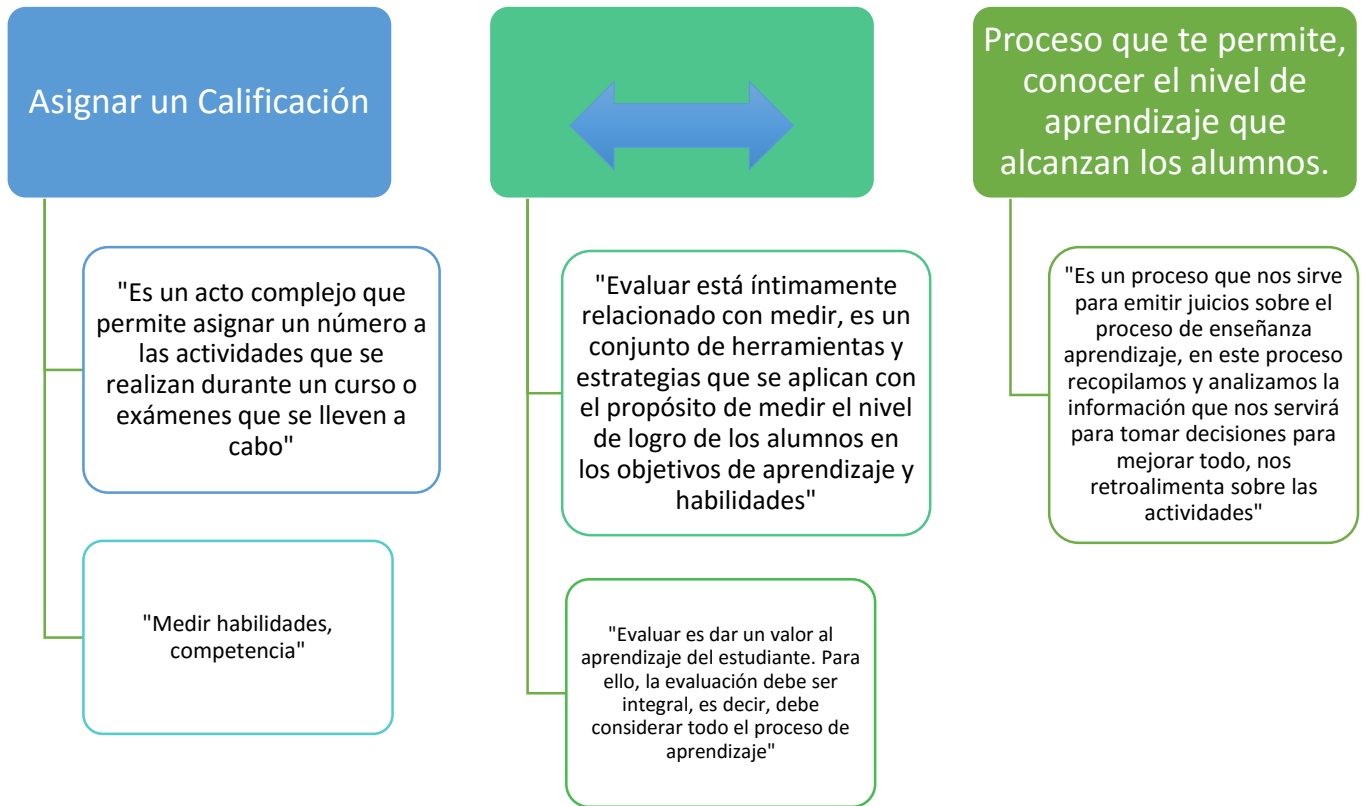 Asignar un Calificación
"Es un acto complejo que
permite asignar un número a
las actividades que se
realizan durante un curso o
exámenes que se lleven a
cabo"
"Medir habilidades,
competencia"
"Evaluar está íntimamente
relacionado con medir, es un
conjunto de herramientas y
estrategias que se aplican con
el propósito de medir el nivel
de logro de los alumnos en
los objetivos de aprendizaje y
habilidades"
"Evaluar es dar un valor al
aprendizaje del estudiante. Para
ello, la evaluación debe ser
integral, es decir, debe
considerar todo el proceso de
aprendizaje"
Proceso que te permite,
conocer el nivel de
aprendizaje que
alcanzan los alumnos.
"Es un proceso que nos sirve
para emitir juicios sobre el
proceso de enseñanza
aprendizaje, en este proceso
recopilamos y analizamos la
información que nos servirá
para tomar decisiones para
mejorar todo, nos
retroalimenta sobre las
actividades"